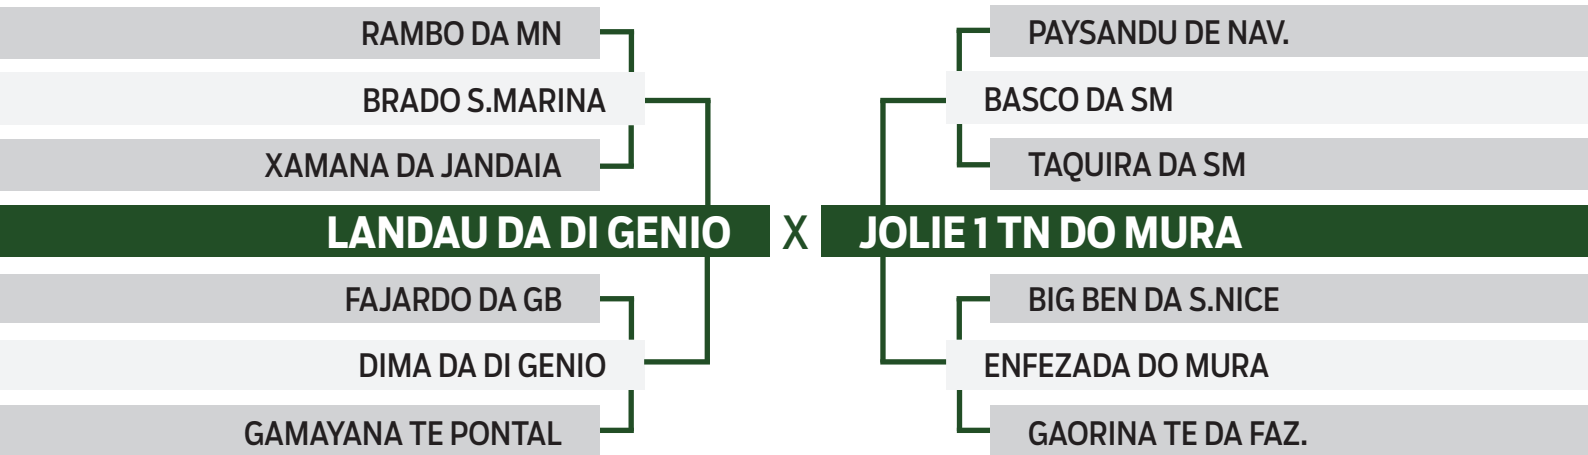 RAMBO DA MN
BRADO S.MARINA
XAMANA DA JANDAIA
LANDAU DA DI GENIO X JOLIE 1 TN DO MURA
FAJARDO DA GB
DIMA DA DI GENIO
GAMAYANA TE PONTAL
PAYSANDU DE NAV.
BASCO DA SM
TAQUIRA DA SM
BIG BEN DA S.NICE
ENFEZADA DO MURA
GAORINA TE DA FAZ.